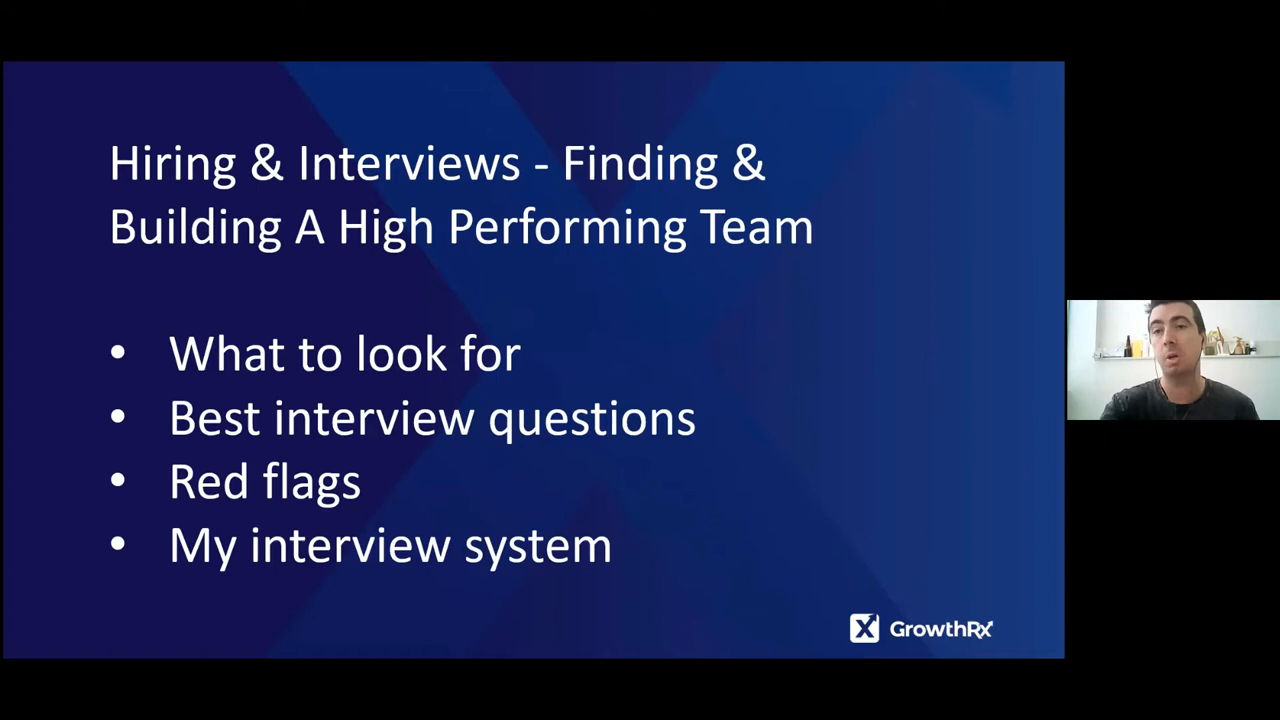 Hiring & Interviews - Finding &
Building A High Performing Team
• What to look for
• Best interview questions
• Red flags
• My interview system
GrowthRx